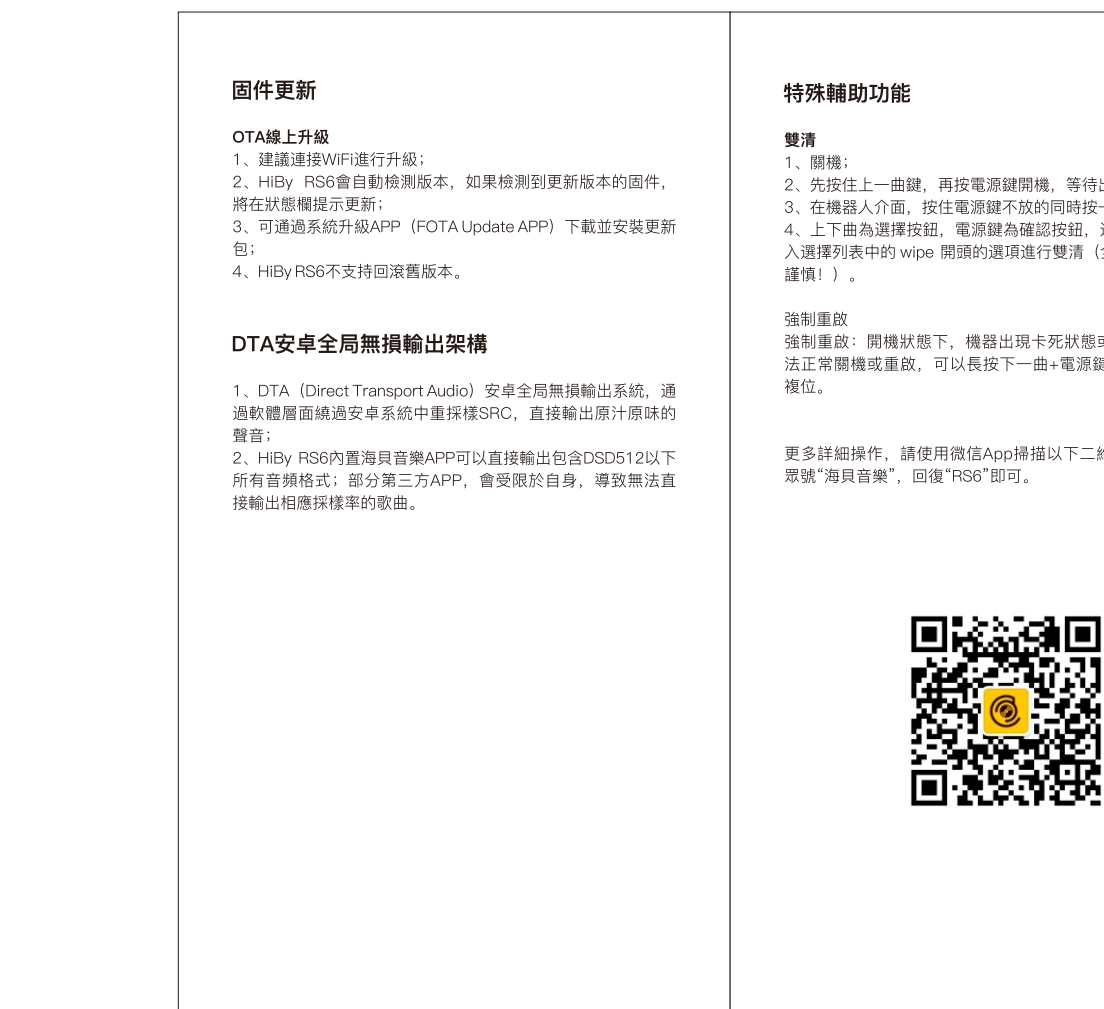 固件更新
OTA線上升級
1、建議連接WiFi進行升級；
2、HiBy RS6會自動檢測版本，如果檢測到更新版本的固件，
將在狀態欄提示更新；
3、可通過系統升級APP（FOTA Update APP）下載並安裝更新
包；
4、HiBy RS6不支持回滾舊版本。
DTA安卓全局無損輸出架構
1、DTA（Direct Transport Audio）安卓全局無損輸出系統，通
過軟體層面繞過安卓系統中重採樣SRC，直接輸出原汁原味的
聲音；
2、HiBy RS6內置海貝音樂APP可以直接輸出包含DSD512以下
所有音頻格式；部分第三方APP，會受限於自身，導致無法直
接輸出相應採樣率的歌曲。
特殊輔助功能
雙清
1、關機；
2、先按住上一曲鍵，再按電源鍵開機，等待
3、在機器人介面，按住電源鍵不放的同時按
4、上下曲為選擇按鈕，電源鍵為確認按鈕，
入選擇列表中的 wipe 開頭的選項進行雙清（
謹慎！）。
強制重啟
強制重啟：開機狀態下，機器出現卡死狀態
法正常關機或重啟，可以長按下一曲+電源鍵
複位。
更多詳細操作，請使用微信App掃描以下二
眾號“海貝音樂”，回復“RS6”即可。